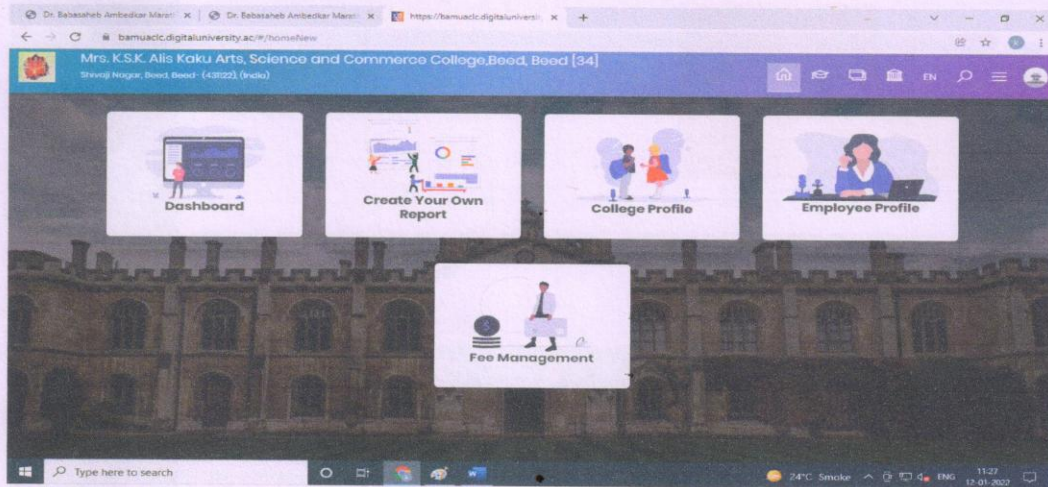 Dr. Babasaheb Ambedkar Marat
Dr. Babasaheb Ambedkar Marat
https://bamuaclc.digitaluniversity
bamuaclc.digitaluniversity.ac/#/homeNew
Mrs. K.S.K. Alis Kaku Arts, Science and Commerce College,Beed, Beed [34]
Shivaji Nagar, Beed, Beed- (431122), (India)
EN
Dashboard
Create Your Own
Report
College Profile
Employee Profile
Fee Management
Type here to search
24°C Smoke
ENG
11-27
12-01-2022